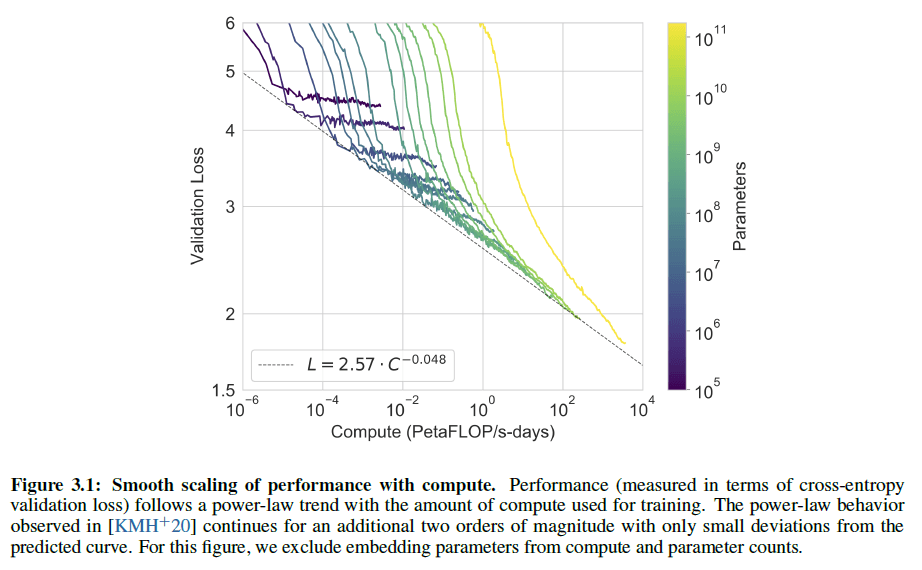 6
5
4
3
2
1.5
Validation Loss
L = 2.57 · C^−0.048
10^−6 10^−4 10^−2 10^0 10^2 10^4
Compute (PetaFLOP/s-days)
10^11
10^10
10^9
10^8
10^7
10^6
10^5
Parameters
Figure 3.1: Smooth scaling of performance with compute. Performance (measured in terms of cross-entropy
validation loss) follows a power-law trend with the amount of compute used for training. The power-law behavior
observed in [KMH+20] continues for an additional two orders of magnitude with only small deviations from the
predicted curve. For this figure, we exclude embedding parameters from compute and parameter counts.